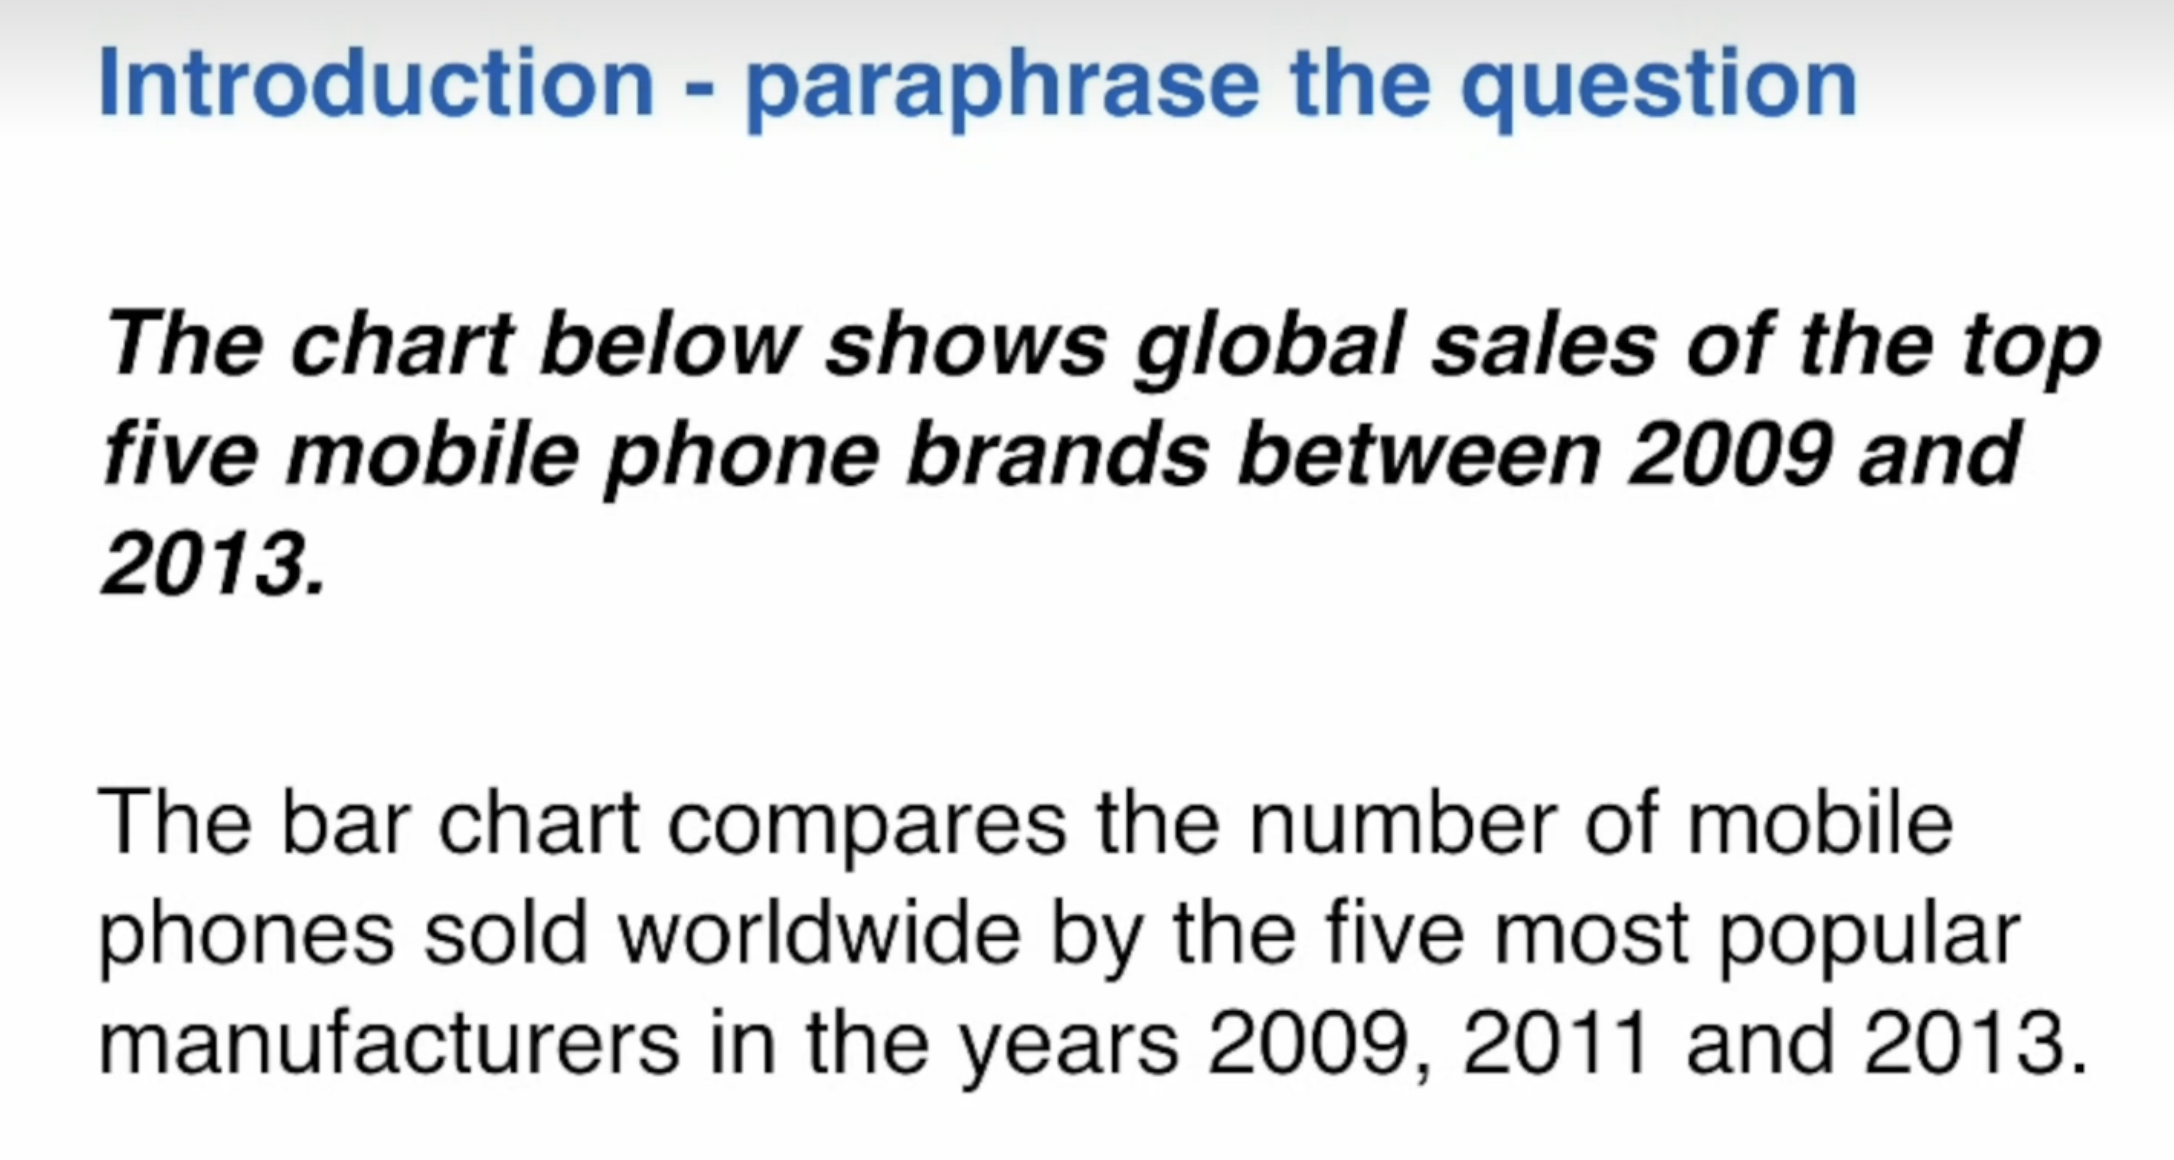 Introduction - paraphrase the question
The chart below shows global sales of the top
five mobile phone brands between 2009 and
2013.
The bar chart compares the number of mobile
phones sold worldwide by the five most popular
manufacturers in the years 2009, 2011 and 2013.